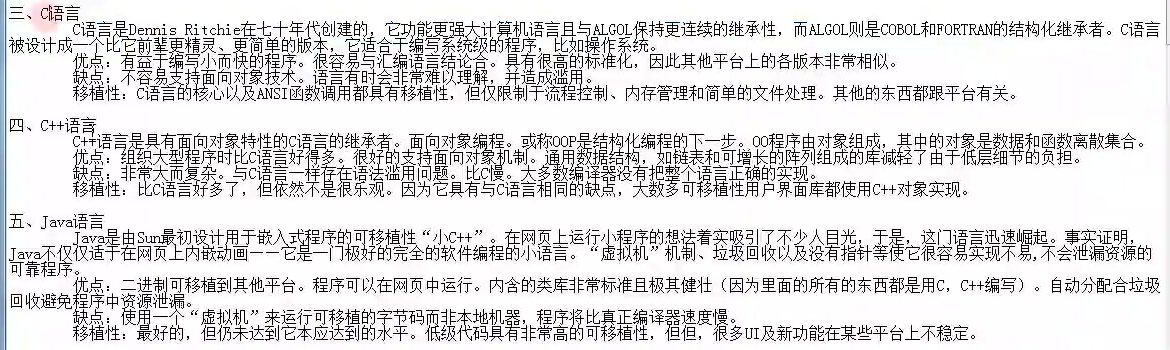 三、C语言
C语言是Dennis Ritchie在七十年代创建的，它功能更强大计算机语言且与ALGOL保持更连续的继承性，而ALGOL则是COBOL和FORTRAN的结构化继承者。C语言
被设计成一个比它前辈更精灵、更简单的版本，它适合于编写系统级的程序，比如操作系统。
优点：有益于编写小而快的程序。很容易与汇编语言结论合。具有很高的标准化，因此其他平台上的各版本非常相似。
缺点：不容易支持面向对象技术。语言有时会非常难以理解，并造成滥用。
移植性：C语言的核心以及ANSI函数调用都具有移植性，但仅限制于流程控制、内存管理和简单的文件处理。其他的东西都跟平台有关。
四、C++语言
C++语言是具有面向对象特性的C语言的继承者。面向对象编程。或称OOP是结构化编程的下一步。OO程序由对象组成，其中的对象是数据和函数离散集合。
优点：组织大型程序时比C语言好得多。很好的支持面向对象机制。通用数据结构，如链表和可增长的阵列组成的库减轻了由于低层细节的负担。
缺点：非常大而复杂。与C语言一样存在语法滥用问题。比C慢。大多数编译器没有把整个语言正确的实现。
移植性：比C语言好多了，但依然不是很乐观。因为它具有与C语言相同的缺点，大数多可移植性用户界面库都使用C++对象实现。
五、Java语言
Java是由Sun最初设计用于嵌入式程序的可移植性“小C++”。在网页上运行小程序的想法着实吸引了不少人目光，于是，这门语言迅速崛起。事实证明，
Java不仅仅适于在网页上内嵌动画——它是一门极好的完全的软件编程的小语言。“虚拟机”机制、垃圾回收以及没有指针等使它很容易实现不易,不会泄漏资源的
可靠程序。
优点：二进制可移植到其他平台。程序可以在网页中运行。内含的类库非常标准且极其健壮（因为里面的所有的东西都是用C，C++编写）。自动分配合垃圾
回收避免程序中资源泄漏。
缺点：使用一个“虚拟机”来运行可移植的字节码而非本地机器，程序将比真正编译器速度慢。
移植性：最好的，但仍未达到它本应达到的水平。低级代码具有非常高的可移植性，但但，很多UI及新功能在某些平台上不稳定。